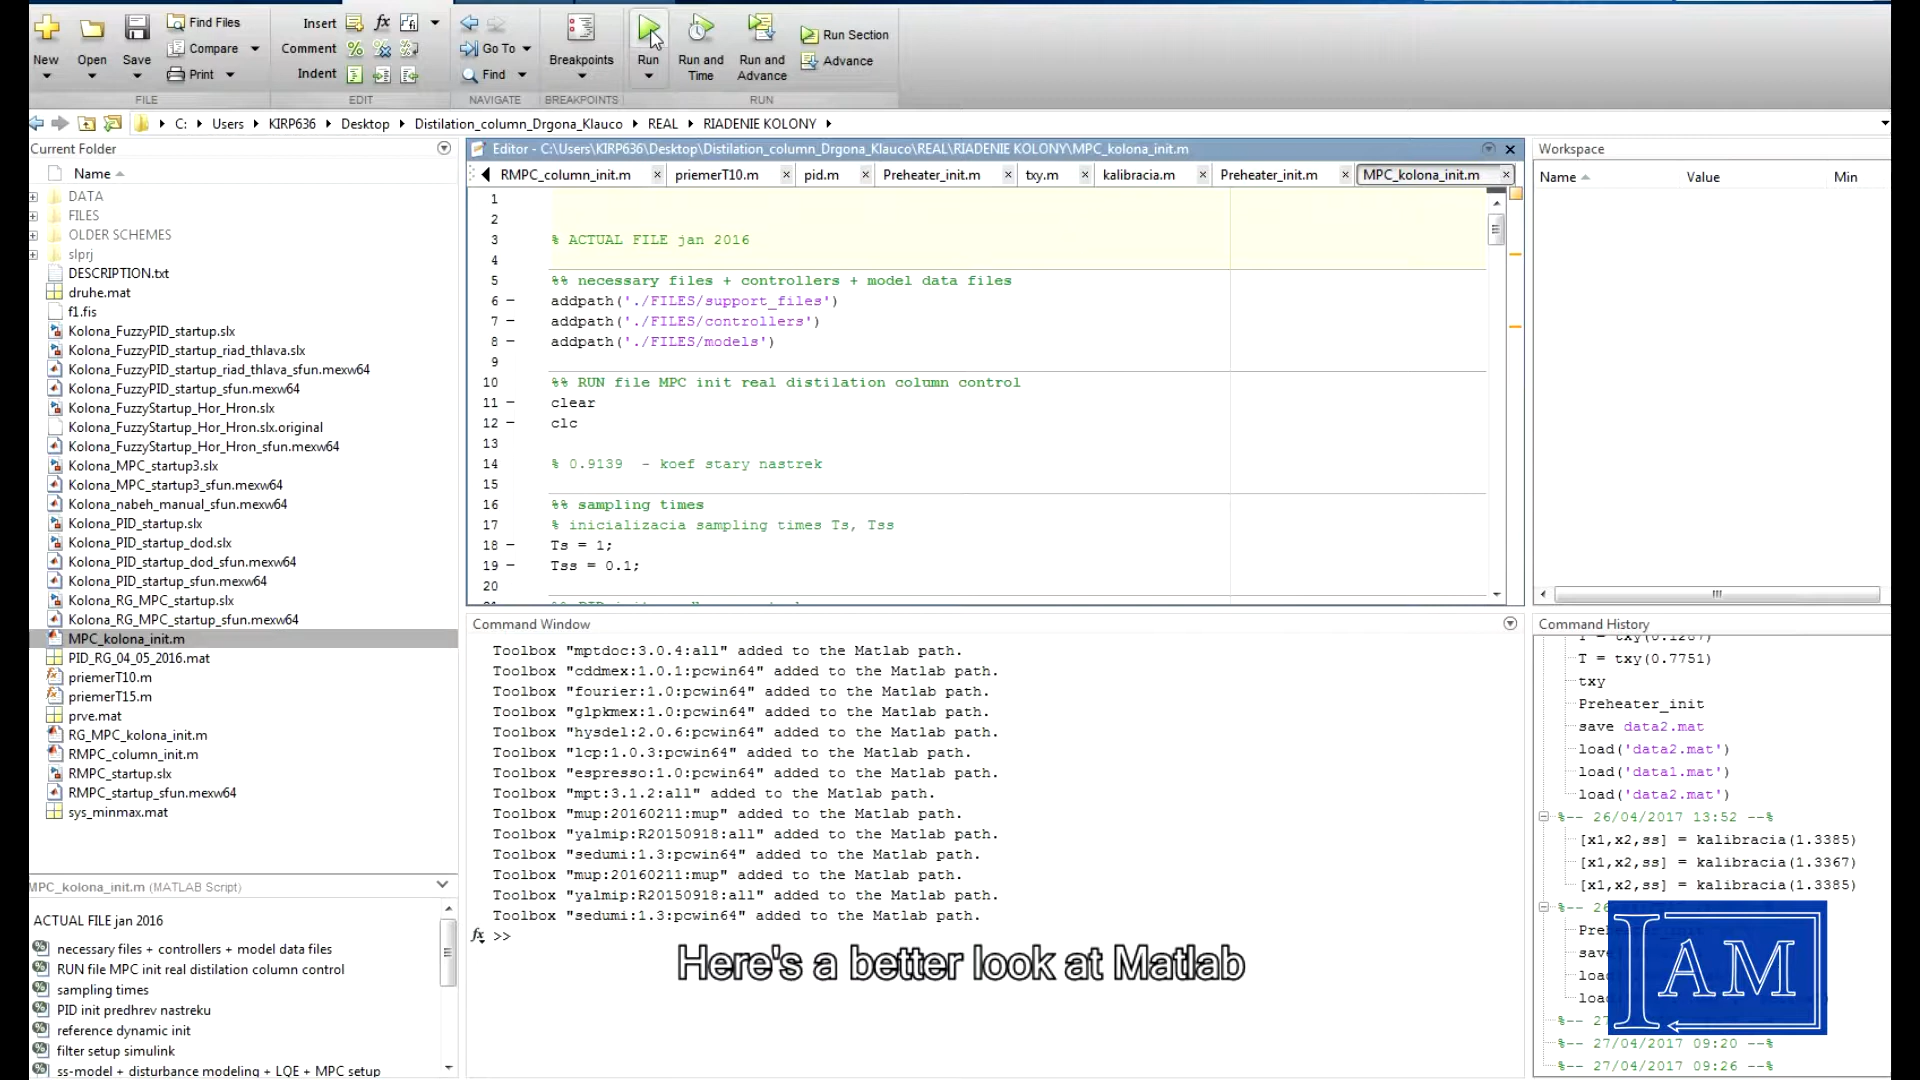 New
Open
Save
Find Files
Compare
Print
FILE
Insert
Comment
Indent
fx
EDIT
Go To
Find
NAVIGATE
Breakpoints
BREAKPOINTS
Run
Run and Time
Run and Advance
Run Section
Advance
RUN
C: Users KIRP636 Desktop Distilation_column_Drgona_Klauco REAL RIADENIE KOLONY
Current Folder
Name
DATA
FILES
OLDER SCHEMES
slprj
DESCRIPTION.txt
druhe.mat
f1.fis
Kolona_FuzzyPID_startup.slx
Kolona_FuzzyPID_startup_riad_thlava.slx
Kolona_FuzzyPID_startup_riad_thlava_sfun.mexw64
Kolona_FuzzyPID_startup_sfun.mexw64
Kolona_FuzzyStartup_Hor_Hron.slx
Kolona_FuzzyStartup_Hor_Hron.slx.original
Kolona_FuzzyStartup_Hor_Hron_sfun.mexw64
Kolona_MPC_startup3.slx
Kolona_MPC_startup3_sfun.mexw64
Kolona_nabeh_manual_sfun.mexw64
Kolona_PID_startup.slx
Kolona_PID_startup_dod.slx
Kolona_PID_startup_dod_sfun.mexw64
Kolona_PID_startup_sfun.mexw64
Kolona_RG_MPC_startup.slx
Kolona_RG_MPC_startup_sfun.mexw64
MPC_kolona_init.m
PID_RG_04_05_2016.mat
priemerT10.m
priemerT15.m
prve.mat
RG_MPC_kolona_init.m
RMPC_column_init.m
RMPC_startup.slx
RMPC_startup_sfun.mexw64
sys_minmax.mat
MPC_kolona_init.m (MATLAB Script)
ACTUAL FILE jan 2016
necessary files + controllers + model data files
RUN file MPC init real distilation column control
sampling times
PID init predhrev nastreku
reference dynamic init
filter setup simulink
ss-model + disturbance modeling + LQE + MPC setup
Editor - C:\Users\KIRP636\Desktop\Distilation_column_Drgona_Klauco\REAL\RIADENIE KOLONY\MPC_kolona_init.m
RMPC_column_init.m priemerT10.m pid.m Preheater_init.m txy.m kalibracia.m Preheater_init.m MPC_kolona_init.m
1
2
3 % ACTUAL FILE jan 2016
4
5 %% necessary files + controllers + model data files
6 – addpath('./FILES/support_files')
7 – addpath('./FILES/controllers')
8 – addpath('./FILES/models')
9
10 %% RUN file MPC init real distilation column control
11 – clear
12 – clc
13
14 % 0.9139 - koef stary nastrek
15
16 %% sampling times
17 % inicializacia sampling times Ts, Tss
18 – Ts = 1;
19 – Tss = 0.1;
20
Command Window
Toolbox "mptdoc:3.0.4:all" added to the Matlab path.
Toolbox "cddmex:1.0.1:pcwin64" added to the Matlab path.
Toolbox "fourier:1.0:pcwin64" added to the Matlab path.
Toolbox "glpkmex:1.0:pcwin64" added to the Matlab path.
Toolbox "hysdel:2.0.6:pcwin64" added to the Matlab path.
Toolbox "lcp:1.0.3:pcwin64" added to the Matlab path.
Toolbox "espresso:1.0:pcwin64" added to the Matlab path.
Toolbox "mpt:3.1.2:all" added to the Matlab path.
Toolbox "mup:20160211:mup" added to the Matlab path.
Toolbox "yalmip:R20150918:all" added to the Matlab path.
Toolbox "sedumi:1.3:pcwin64" added to the Matlab path.
Toolbox "mup:20160211:mup" added to the Matlab path.
Toolbox "yalmip:R20150918:all" added to the Matlab path.
Toolbox "sedumi:1.3:pcwin64" added to the Matlab path.
fx >>
Here's a better look at Matlab
Workspace
Name Value Min
Command History
T = txy(0.7751)
txy
Preheater_init
save data2.mat
load('data2.mat')
load('data1.mat')
load('data2.mat')
%-- 26/04/2017 13:52 --%
[x1,x2,ss] = kalibracia(1.3385)
[x1,x2,ss] = kalibracia(1.3367)
[x1,x2,ss] = kalibracia(1.3385)
%-- 27/04/2017 09:20 --%
%-- 27/04/2017 09:26 --%
IAM